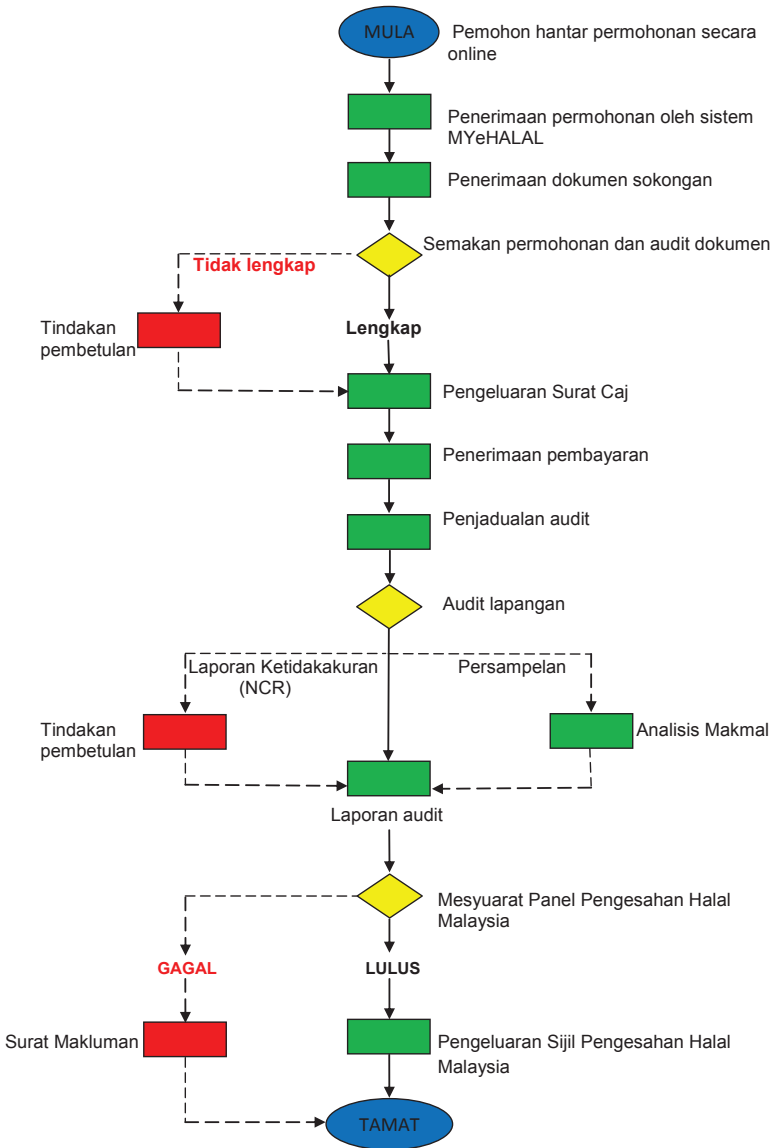 MULA
Pemohon hantar permohonan secara
online
Penerimaan permohonan oleh sistem
MYeHALAL
Penerimaan dokumen sokongan
Semakan permohonan dan audit dokumen
Tidak lengkap
Tindakan
pembetulan
Lengkap
Pengeluaran Surat Caj
Penerimaan pembayaran
Penjadualan audit
Audit lapangan
Laporan Ketidakakuran
(NCR)
Persampelan
Tindakan
pembetulan
Analisis Makmal
Laporan audit
Mesyuarat Panel Pengesahan Halal
Malaysia
GAGAL
LULUS
Surat Makluman
Pengeluaran Sijil Pengesahan Halal
Malaysia
TAMAT